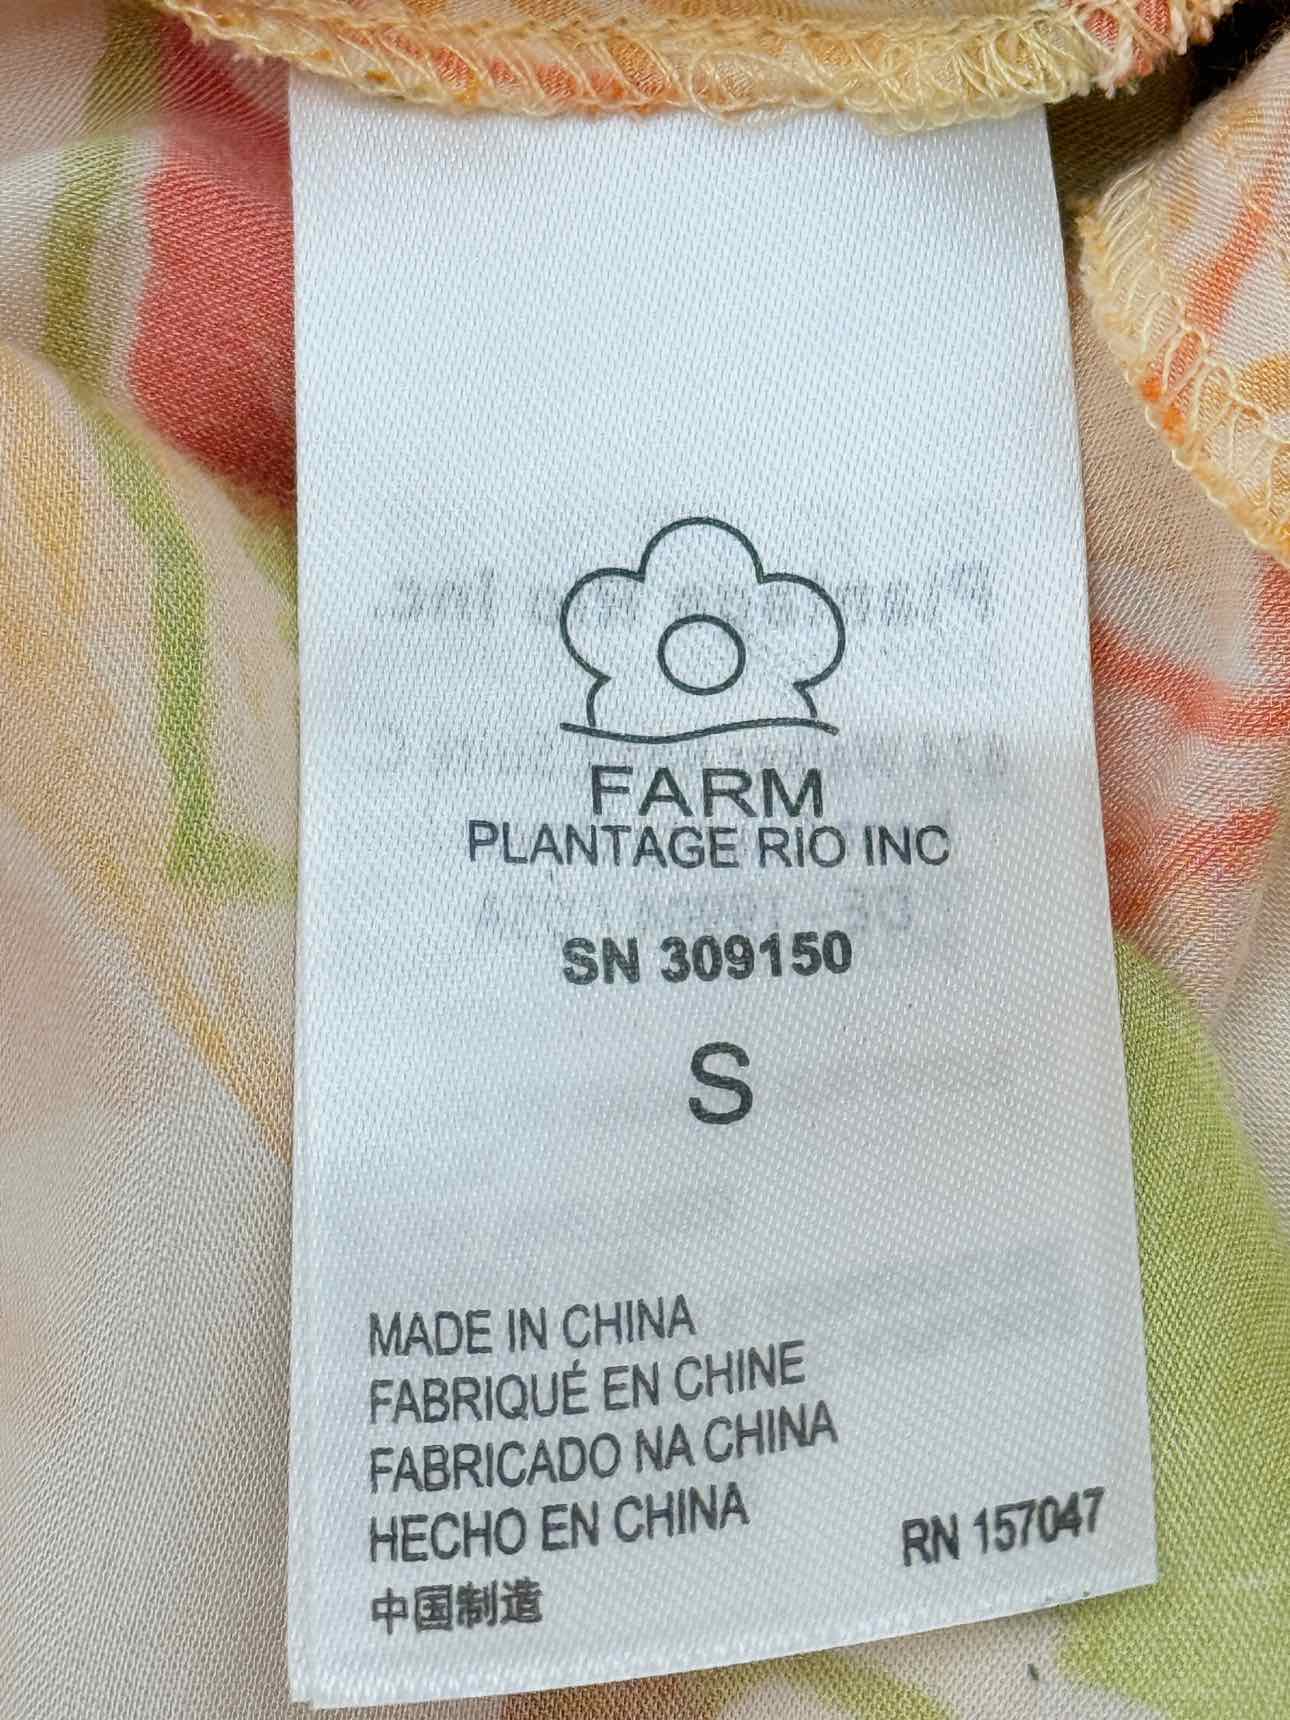 FARM
PLANTAGE RIO INC
SN 309150
S
MADE IN CHINA
FABRIQUÉ EN CHINE
FABRICADO NA CHINA
HECHO EN CHINA
中国制造
RN 157047